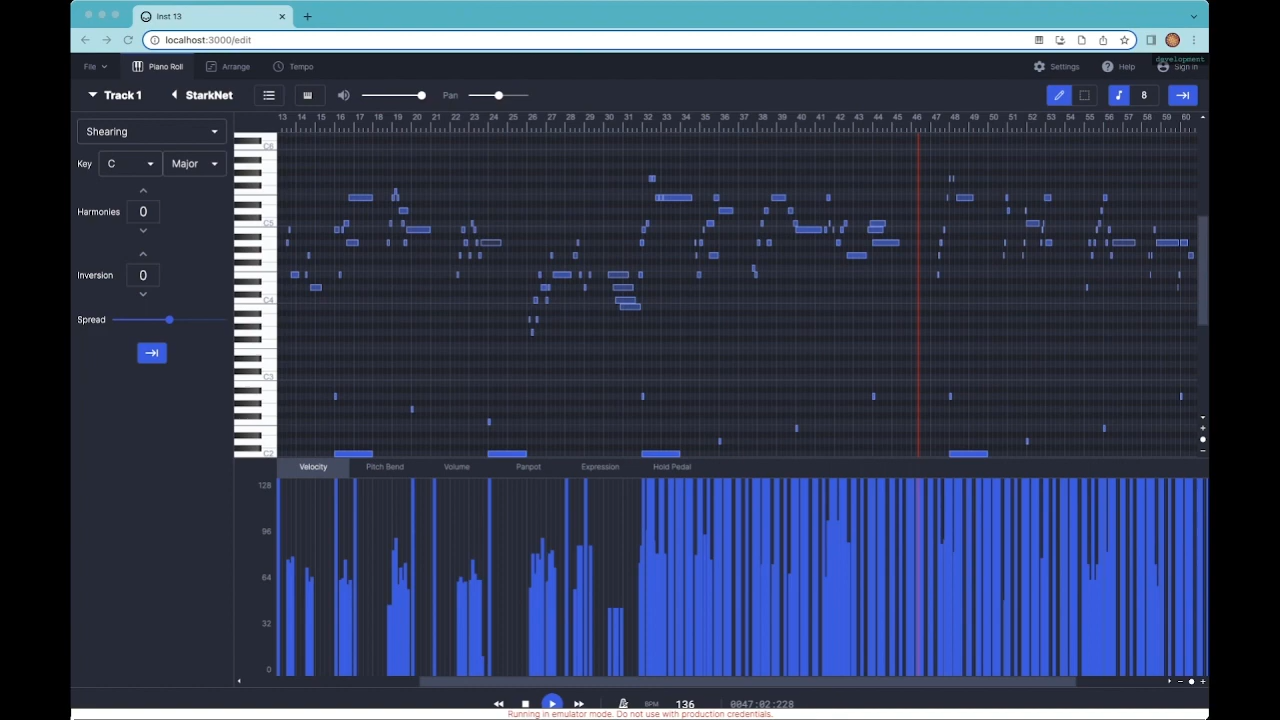 Inst 13
localhost:3000/edit
development
File
Piano Roll
Arrange
Tempo
Settings
Help
Sign in
Track 1
StarkNet
Pan
8
Shearing
13 14 15 16 17 18 19 20 21 22 23 24 25 26 27 28 29 30 31 32 33 34 35 36 37 38 39 40 41 42 43 44 45 46 47 48 49 50 51 52 53 54 55 56 57 58 59 60
Key C Major
Harmonies 0
Inversion 0
Spread
C6
C5
C4
C3
C2
Velocity
Pitch Bend
Volume
Panpot
Expression
Hold Pedal
128
96
64
32
0
BPM 136 0047:02:228
Running in emulator mode. Do not use with production credentials.